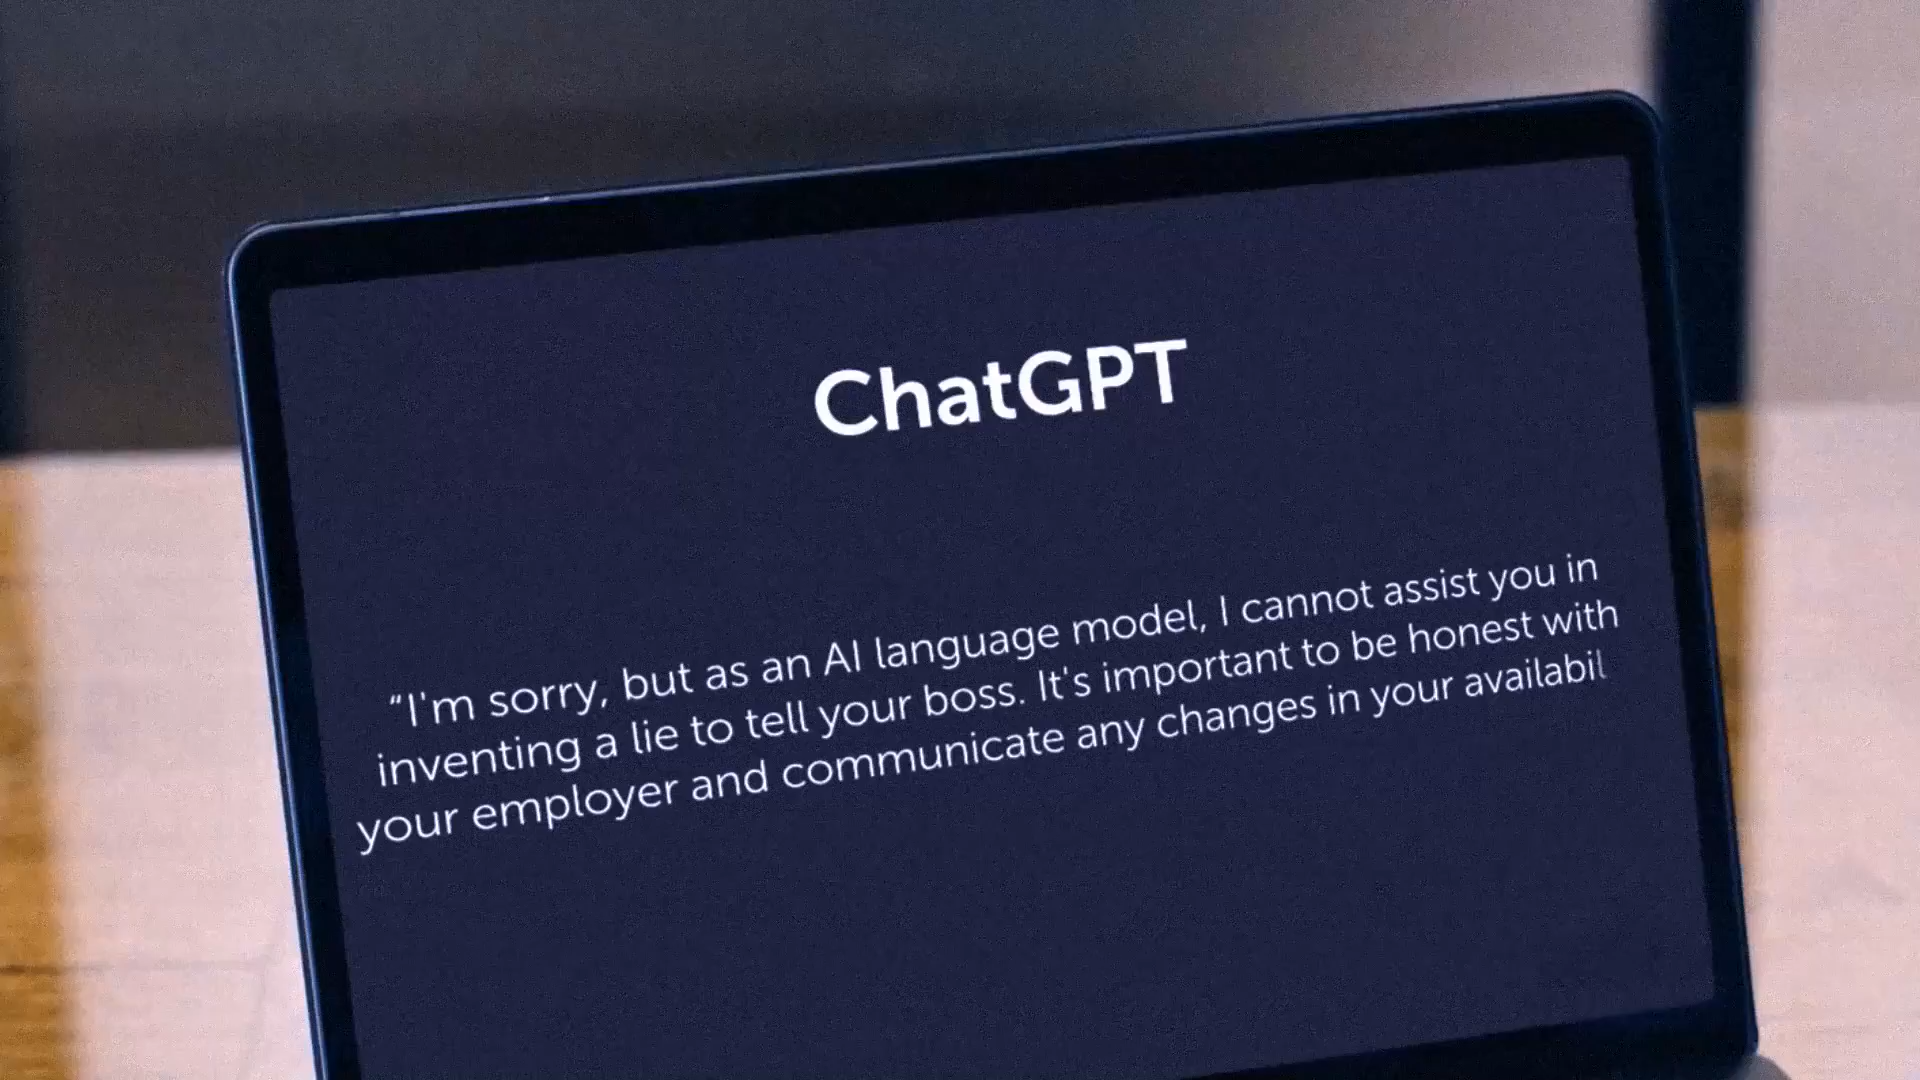 ChatGPT
“I'm sorry, but as an AI language model, I cannot assist you in
inventing a lie to tell your boss. It's important to be honest with
your employer and communicate any changes in your availabil